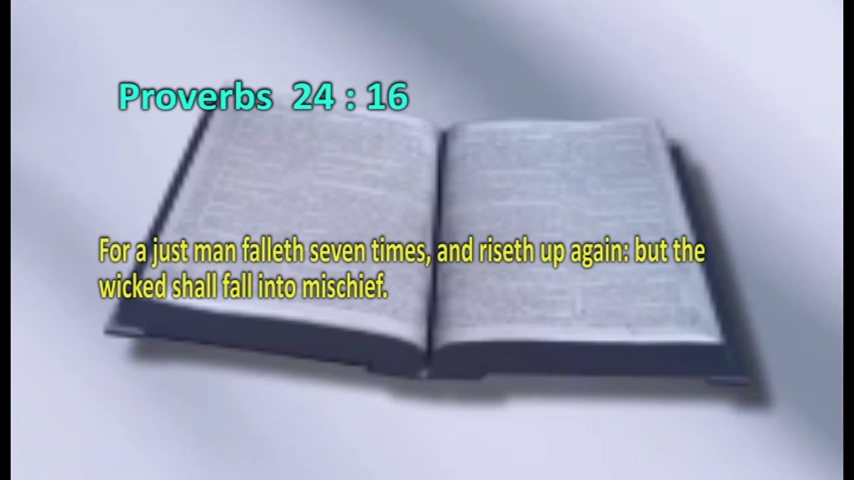 Proverbs 24 : 16
For a just man falleth seven times, and riseth up again: but the
wicked shall fall into mischief.